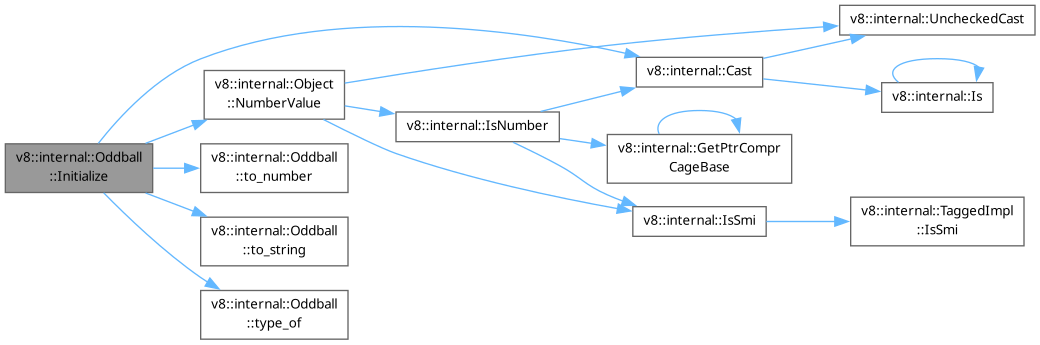 v8::internal::Oddball
::Initialize
v8::internal::Object
::NumberValue
v8::internal::Oddball
::to_number
v8::internal::Oddball
::to_string
v8::internal::Oddball
::type_of
v8::internal::IsNumber
v8::internal::Cast
v8::internal::GetPtrCompr
CageBase
v8::internal::IsSmi
v8::internal::UncheckedCast
v8::internal::Is
v8::internal::TaggedImpl
::IsSmi